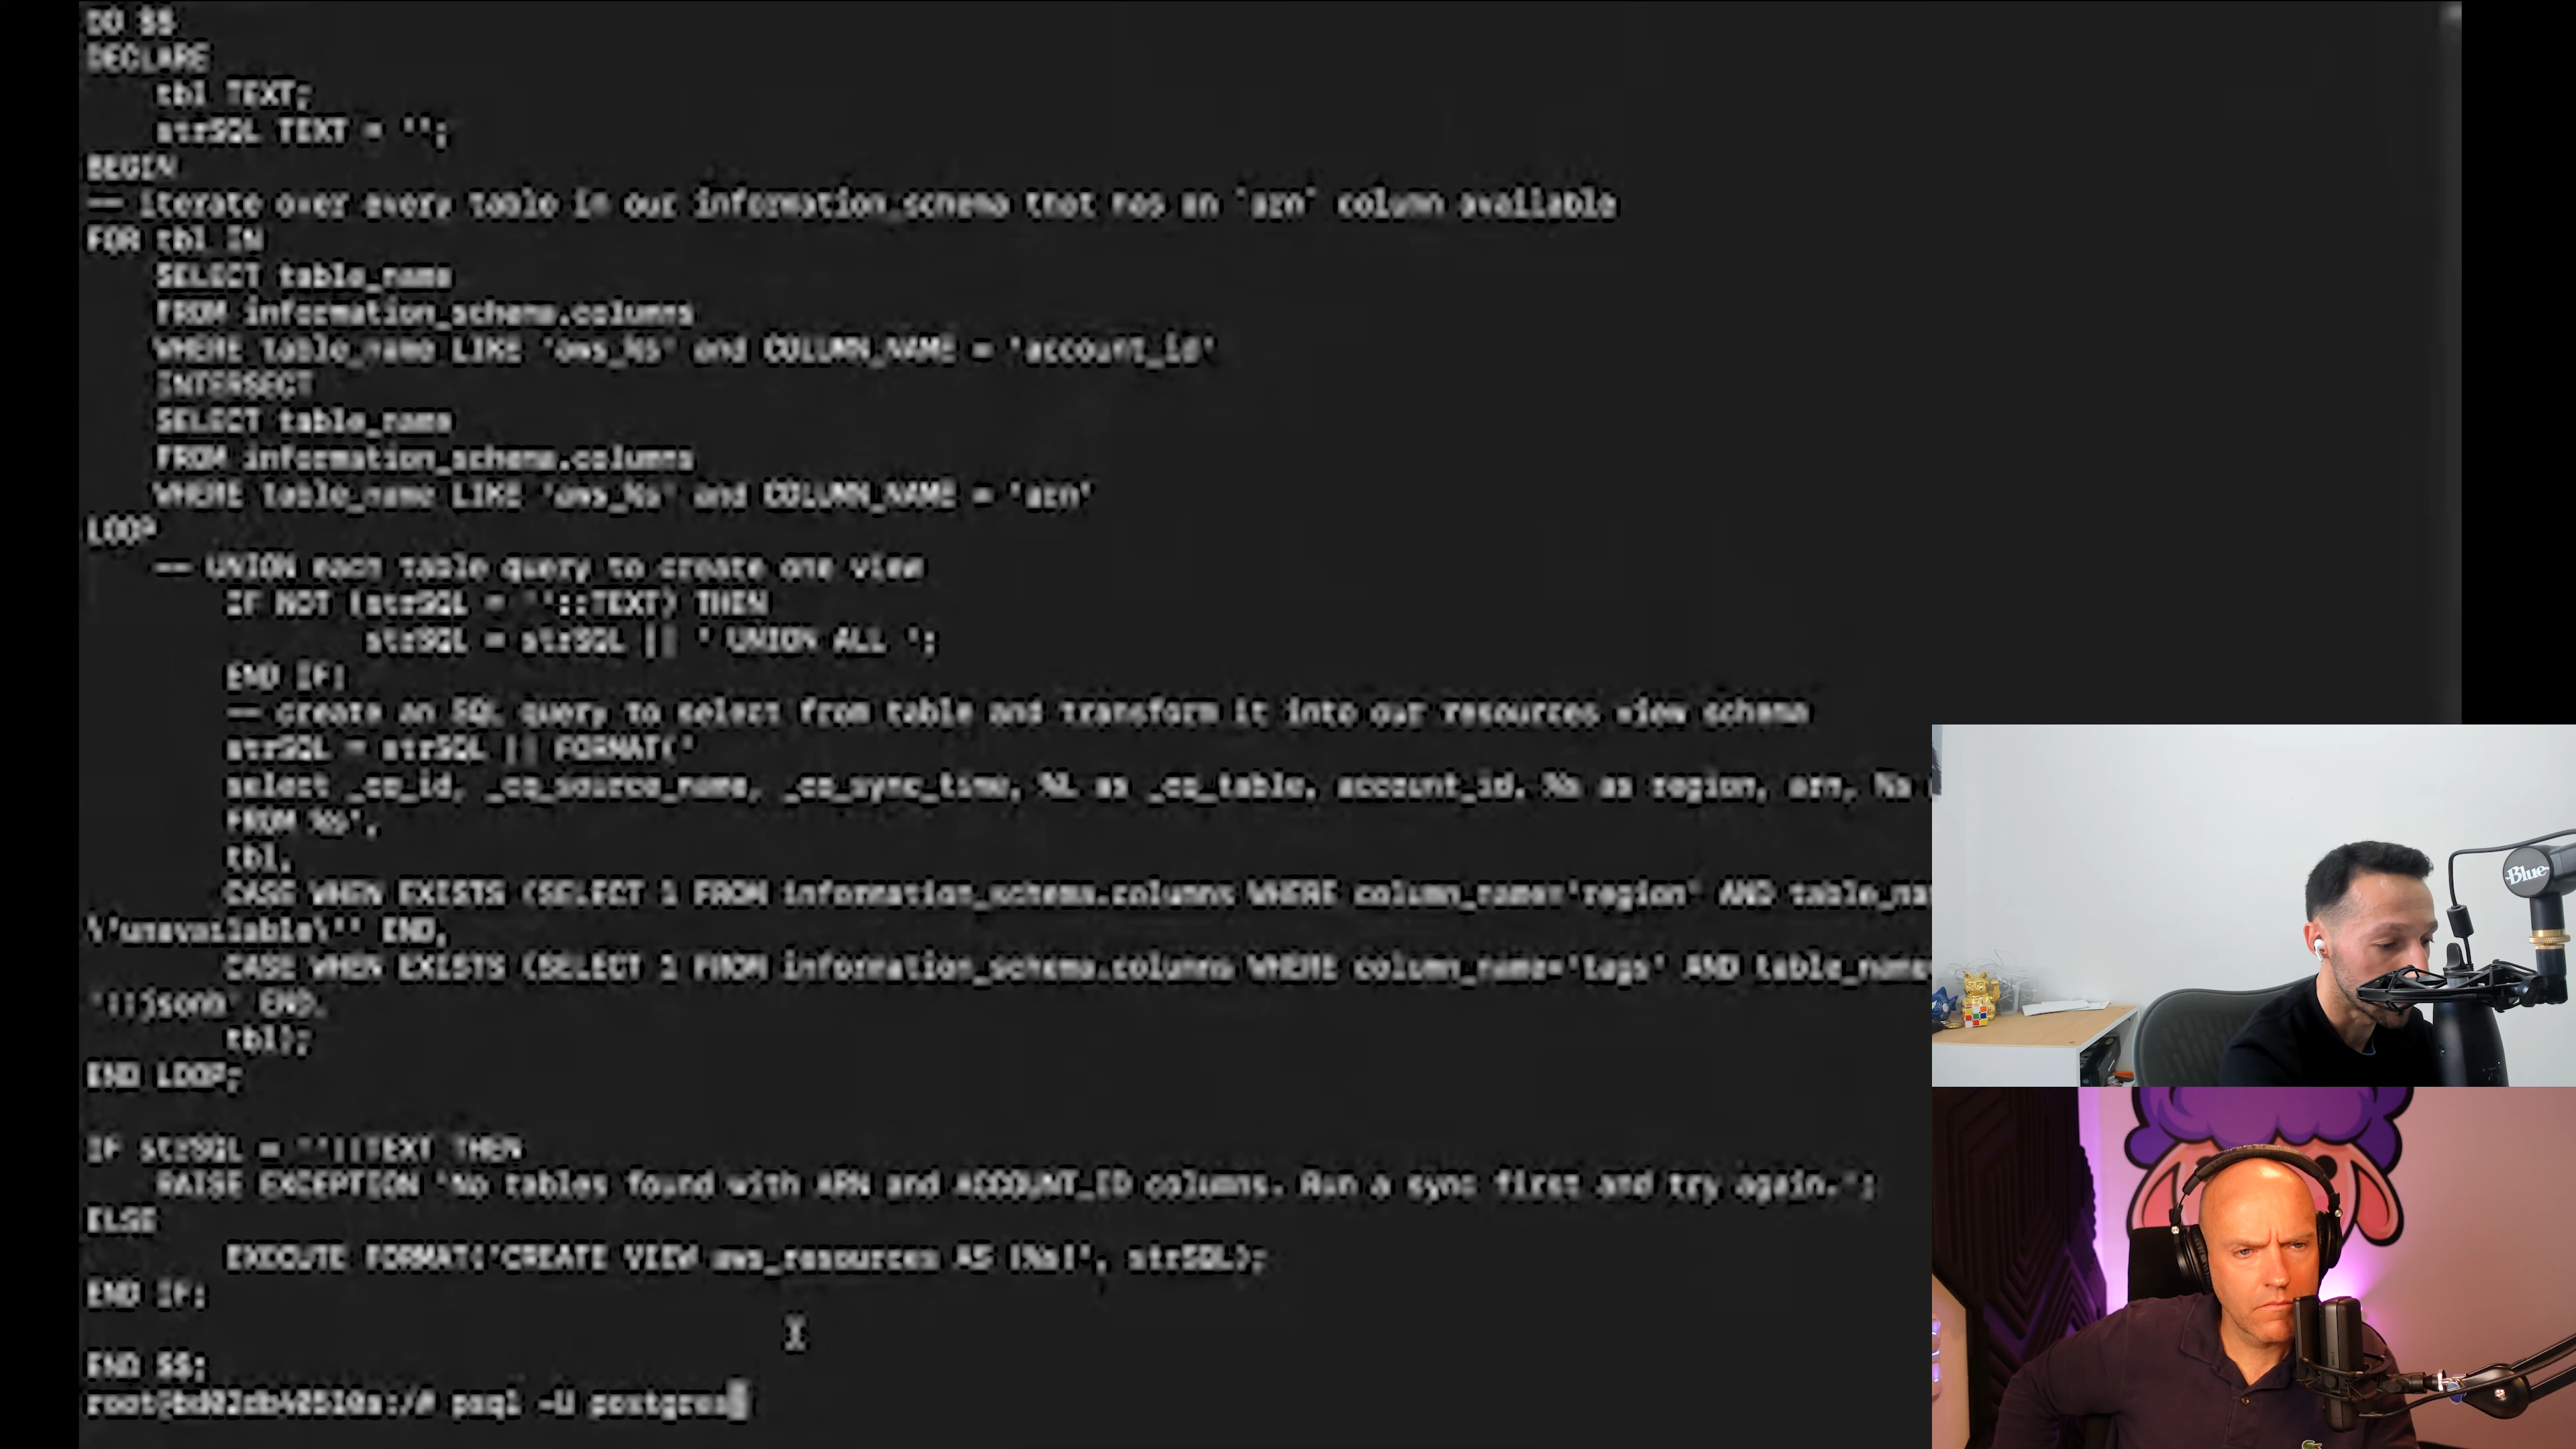 DO $$
DECLARE
tbl TEXT;
strSQL TEXT = '';
BEGIN
-- iterate over every table in our information_schema that has an `arn` column available
FOR tbl IN
SELECT table_name
FROM information_schema.columns
WHERE table_name LIKE 'aws_%s' and COLUMN_NAME = 'account_id'
INTERSECT
SELECT table_name
FROM information_schema.columns
WHERE table_name LIKE 'aws_%s' and COLUMN_NAME = 'arn'
LOOP
-- UNION each table query to create one view
IF NOT (strSQL = ''::TEXT) THEN
strSQL = strSQL || ' UNION ALL ';
END IF;
-- create an SQL query to select from table and transform it into our resources view schema
strSQL = strSQL || FORMAT('
select _cq_id, _cq_source_name, _cq_sync_time, %L as _cq_table, account_id, %s as region, arn, %s
FROM %s',
tbl,
CASE WHEN EXISTS (SELECT 1 FROM information_schema.columns WHERE column_name='region' AND
\'unavailable\'' END,
CASE WHEN EXISTS (SELECT 1 FROM information_schema.columns WHERE column_name='tags' AND table_name=
'::jsonb' END,
tbl);
END LOOP;
IF strSQL = ''::TEXT THEN
RAISE EXCEPTION 'No tables found with ARN and ACCOUNT_ID columns. Run a sync first and try again.';
ELSE
EXECUTE FORMAT('CREATE VIEW aws_resources AS (%s)', strSQL);
END IF;
END $$;
psql -U postgres
Blue